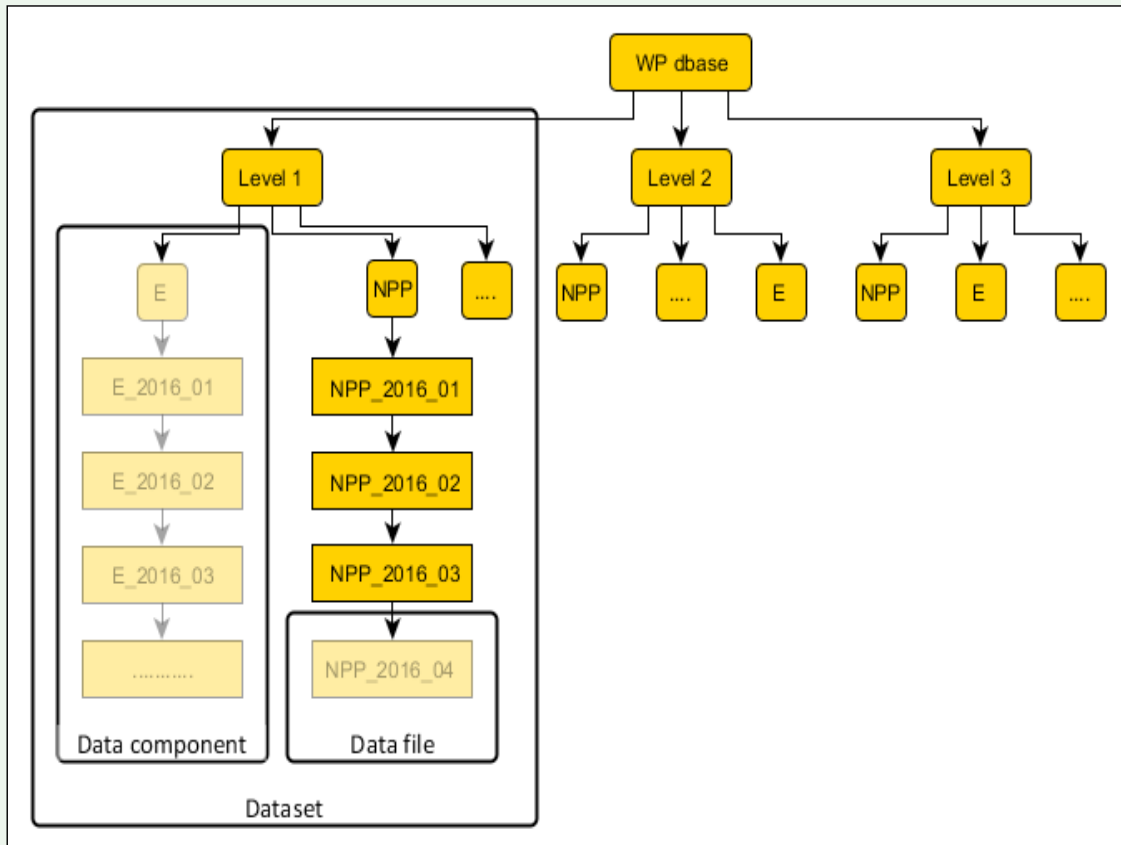 WP dbase
Level 1
Level 2
Level 3
E
NPP
....
NPP
....
E
NPP
E
....
E_2016_01
NPP_2016_01
E_2016_02
NPP_2016_02
E_2016_03
NPP_2016_03
..........
NPP_2016_04
Data component
Data file
Dataset